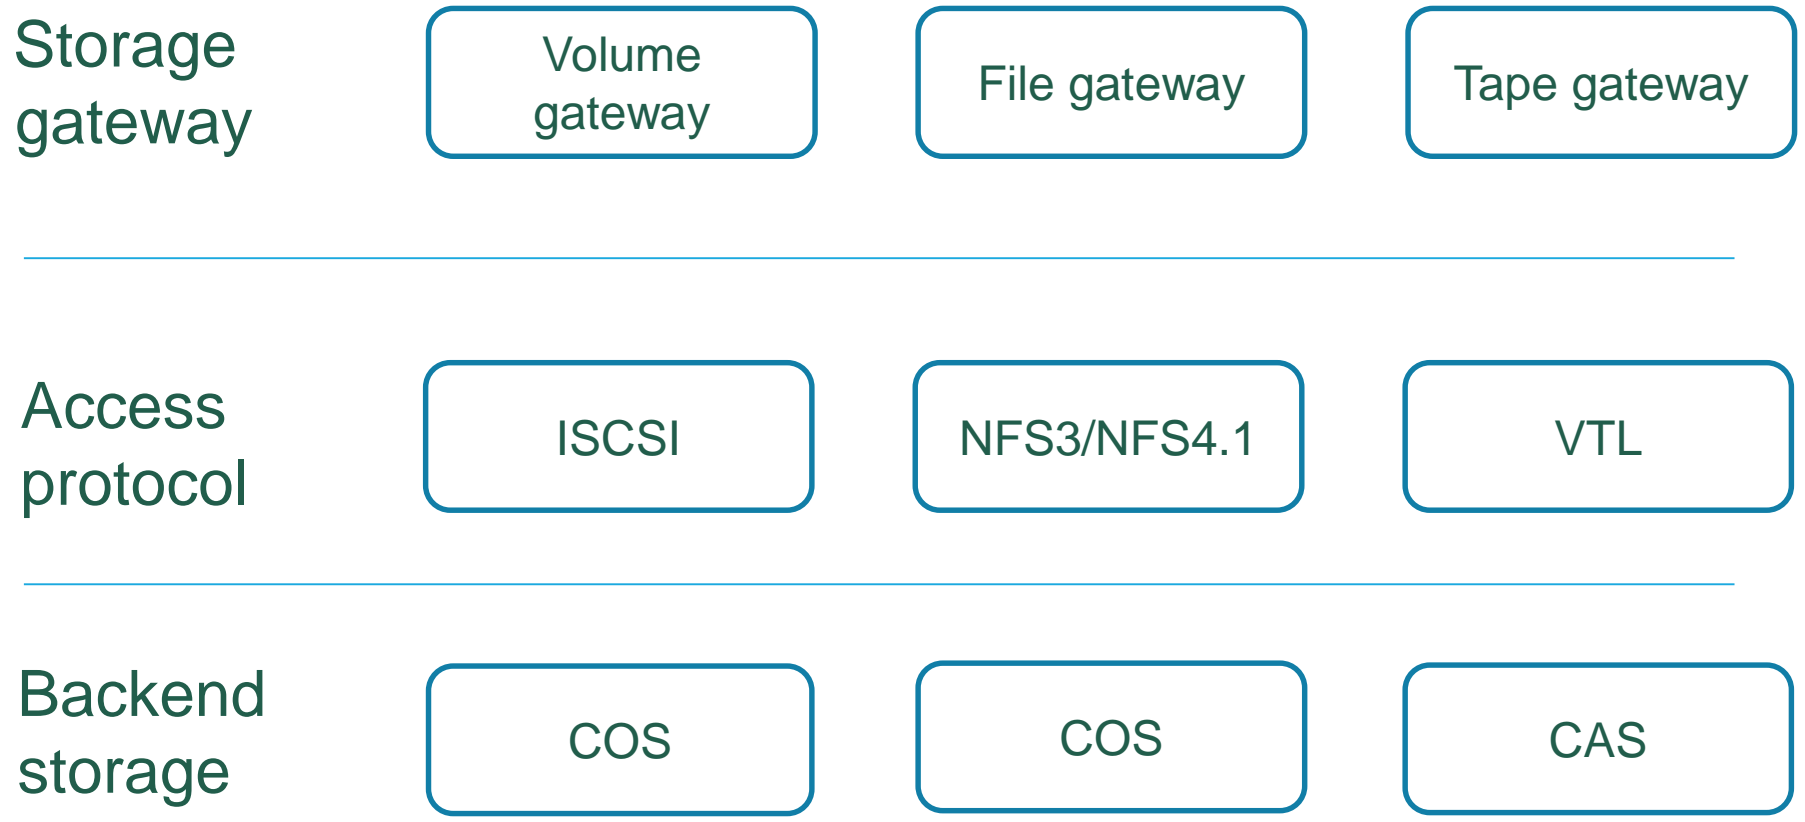 Storage
gateway
Volume
gateway
File gateway
Tape gateway
Access
protocol
ISCSI
NFS3/NFS4.1
VTL
Backend
storage
COS
COS
CAS